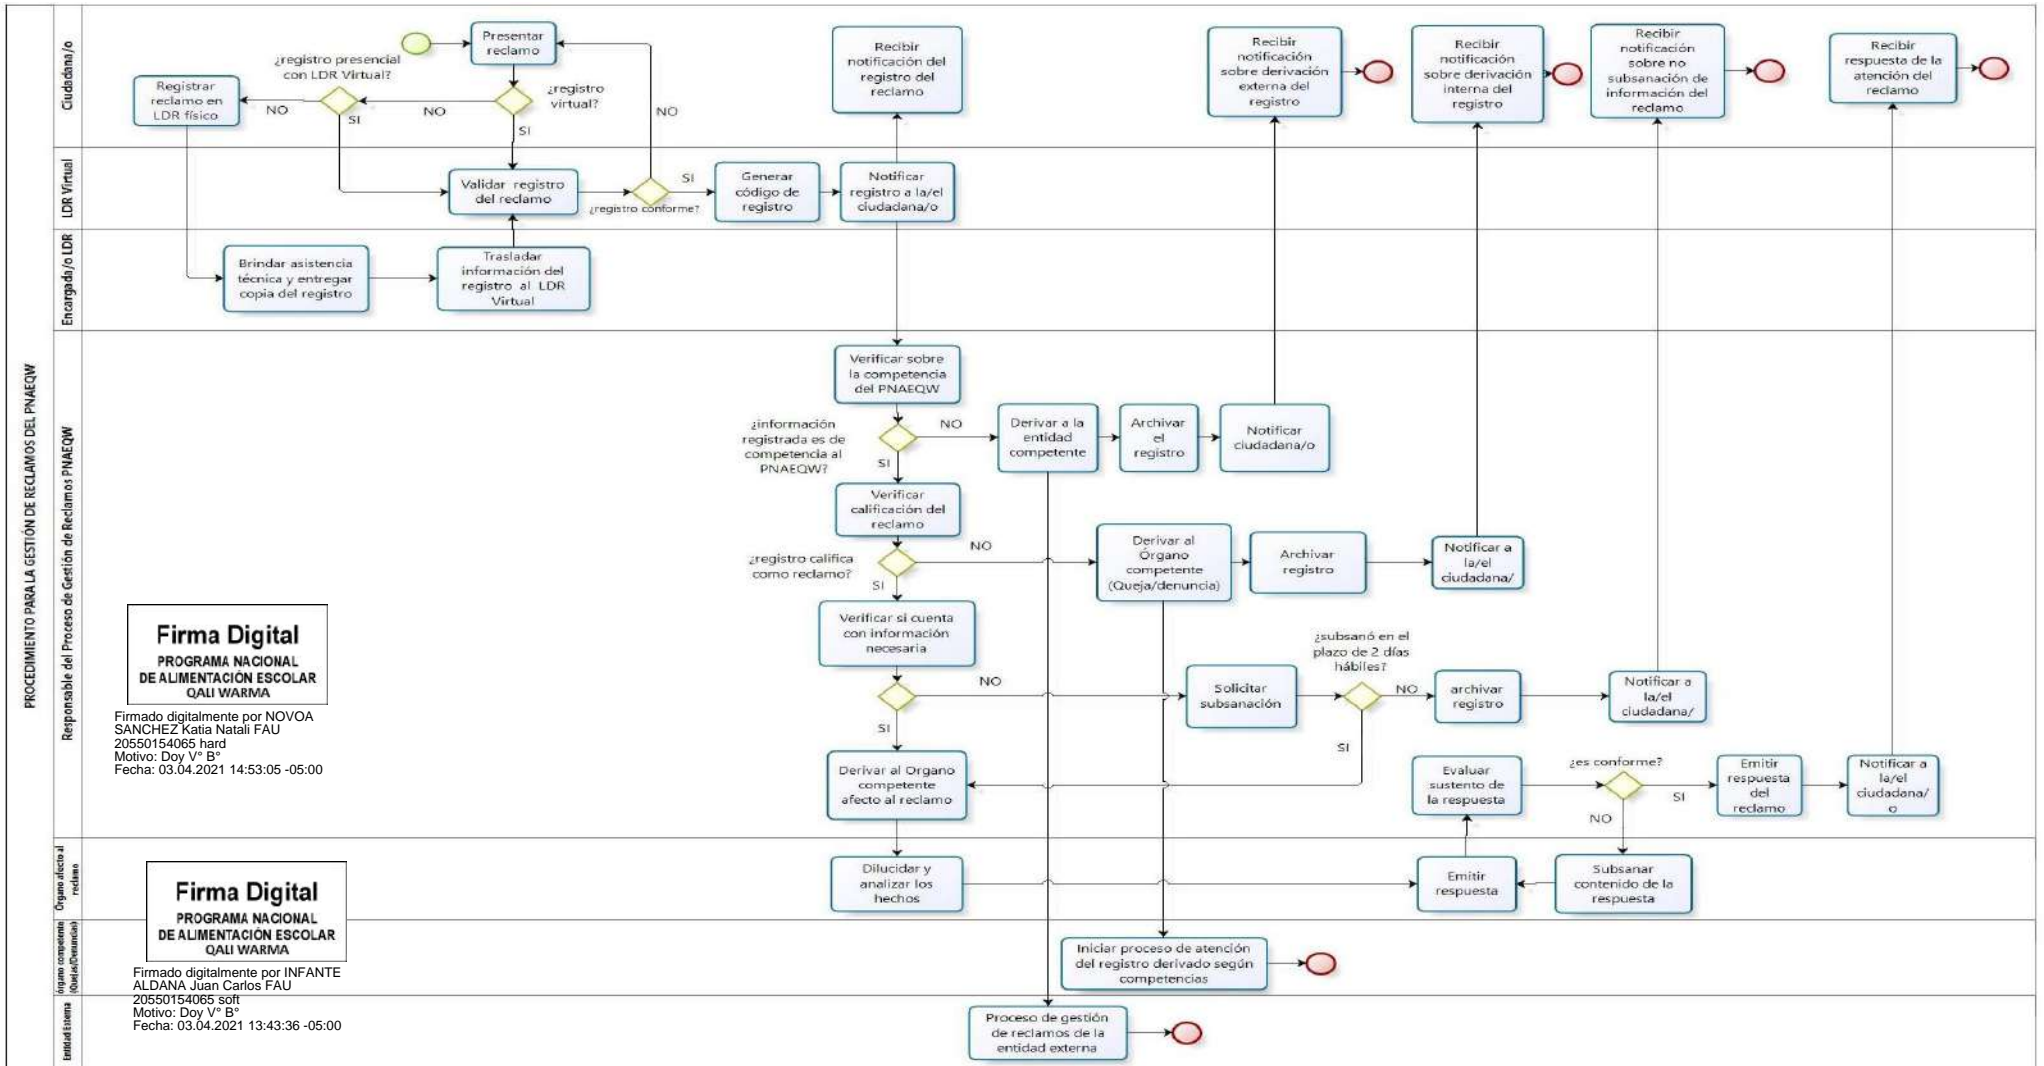 PROCEDIMIENTO PARA LA GESTIÓN DE RECLAMOS DEL PNAEQW
Ciudadana/o
Presentar
reclamo
¿registro presencial
con LDR Virtual?
¿registro
virtual?
Registrar
reclamo en
LDR físico
NO
SI
NO
SI
NO
Recibir
notificación del
registro del
reclamo
Recibir
notificación
sobre derivación
externa del
registro
Recibir
notificación
sobre derivación
interna del
registro
Recibir
notificación
sobre no
subsanación de
información del
reclamo
Recibir
respuesta de la
atención del
reclamo
LDR Virtual
Validar registro
del reclamo
¿registro conforme?
SI
Generar
código de
registro
Notificar
registro a la/el
ciudadana/o
Encargada/o LDR
Brindar asistencia
técnica y entregar
copia del registro
Trasladar
información del
registro al LDR
Virtual
Responsable del Proceso de Gestión de Reclamos PNAEQW
Verificar sobre
la competencia
del PNAEQW
¿información
registrada es de
competencia al
PNAEQW?
NO
SI
Derivar a la
entidad
competente
Archivar
el
registro
Notificar
ciudadana/o
Verificar
calificación del
reclamo
¿registro califica
como reclamo?
NO
SI
Derivar al
Órgano
competente
(Queja/denuncia)
Archivar
registro
Notificar a
la/el
ciudadana/
Verificar si cuenta
con información
necesaria
NO
SI
Solicitar
subsanación
¿subsanó en el
plazo de 2 días
hábiles?
NO
SI
archivar
registro
Notificar a
la/el
ciudadana/
Derivar al Organo
competente
afecto al reclamo
Evaluar
sustento de
la respuesta
¿es conforme?
SI
NO
Emitir
respuesta
del
reclamo
Notificar a
la/el
ciudadana/
o
Firma Digital
PROGRAMA NACIONAL
DE ALIMENTACIÓN ESCOLAR
QALI WARMA
Firmado digitalmente por NOVOA
SANCHEZ Katia Natali FAU
20550154065 hard
Motivo: Doy V° B°
Fecha: 03.04.2021 14:53:05 -05:00
Órgano afecto al
reclamo
Dilucidar y
analizar los
hechos
Emitir
respuesta
Subsanar
contenido de la
respuesta
Firma Digital
PROGRAMA NACIONAL
DE ALIMENTACIÓN ESCOLAR
QALI WARMA
Firmado digitalmente por INFANTE
ALDANA Juan Carlos FAU
20550154065 soft
Motivo: Doy V° B°
Fecha: 03.04.2021 13:43:36 -05:00
órgano competente
(Quejas/Denuncias)
Iniciar proceso de atención
del registro derivado según
competencias
Entidad Externa
Proceso de gestión
de reclamos de la
entidad externa